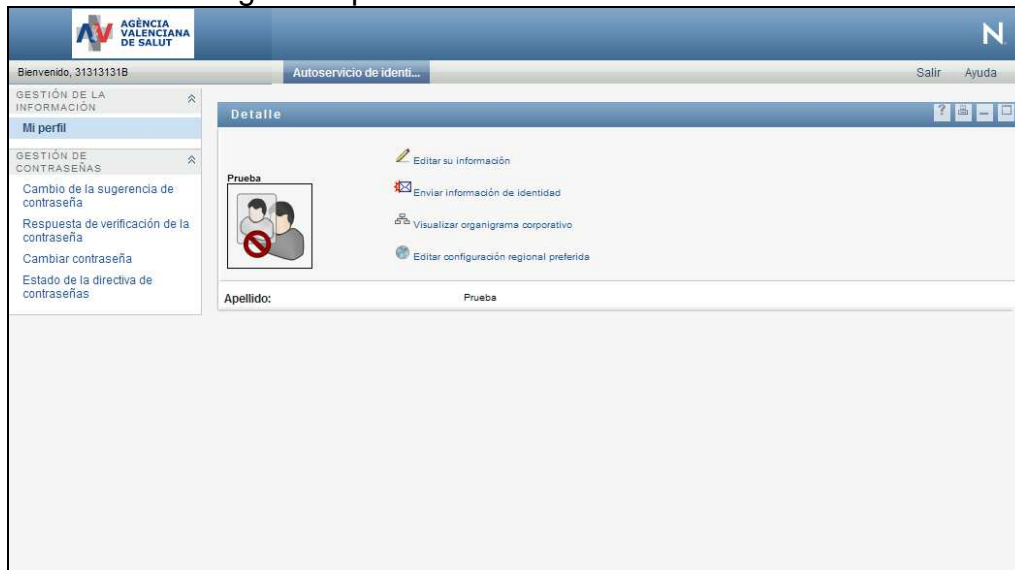 AGÈNCIA
VALENCIANA
DE SALUT
N
Bienvenido, 31313131B
Autoservicio de identi...
Salir Ayuda
GESTIÓN DE LA
INFORMACIÓN
Mi perfil
GESTIÓN DE
CONTRASEÑAS
Cambio de la sugerencia de
contraseña
Respuesta de verificación de la
contraseña
Cambiar contraseña
Estado de la directiva de
contraseñas
Detalle
?
Prueba
Editar su información
Enviar información de identidad
Visualizar organigrama corporativo
Editar configuración regional preferida
Apellido: Prueba